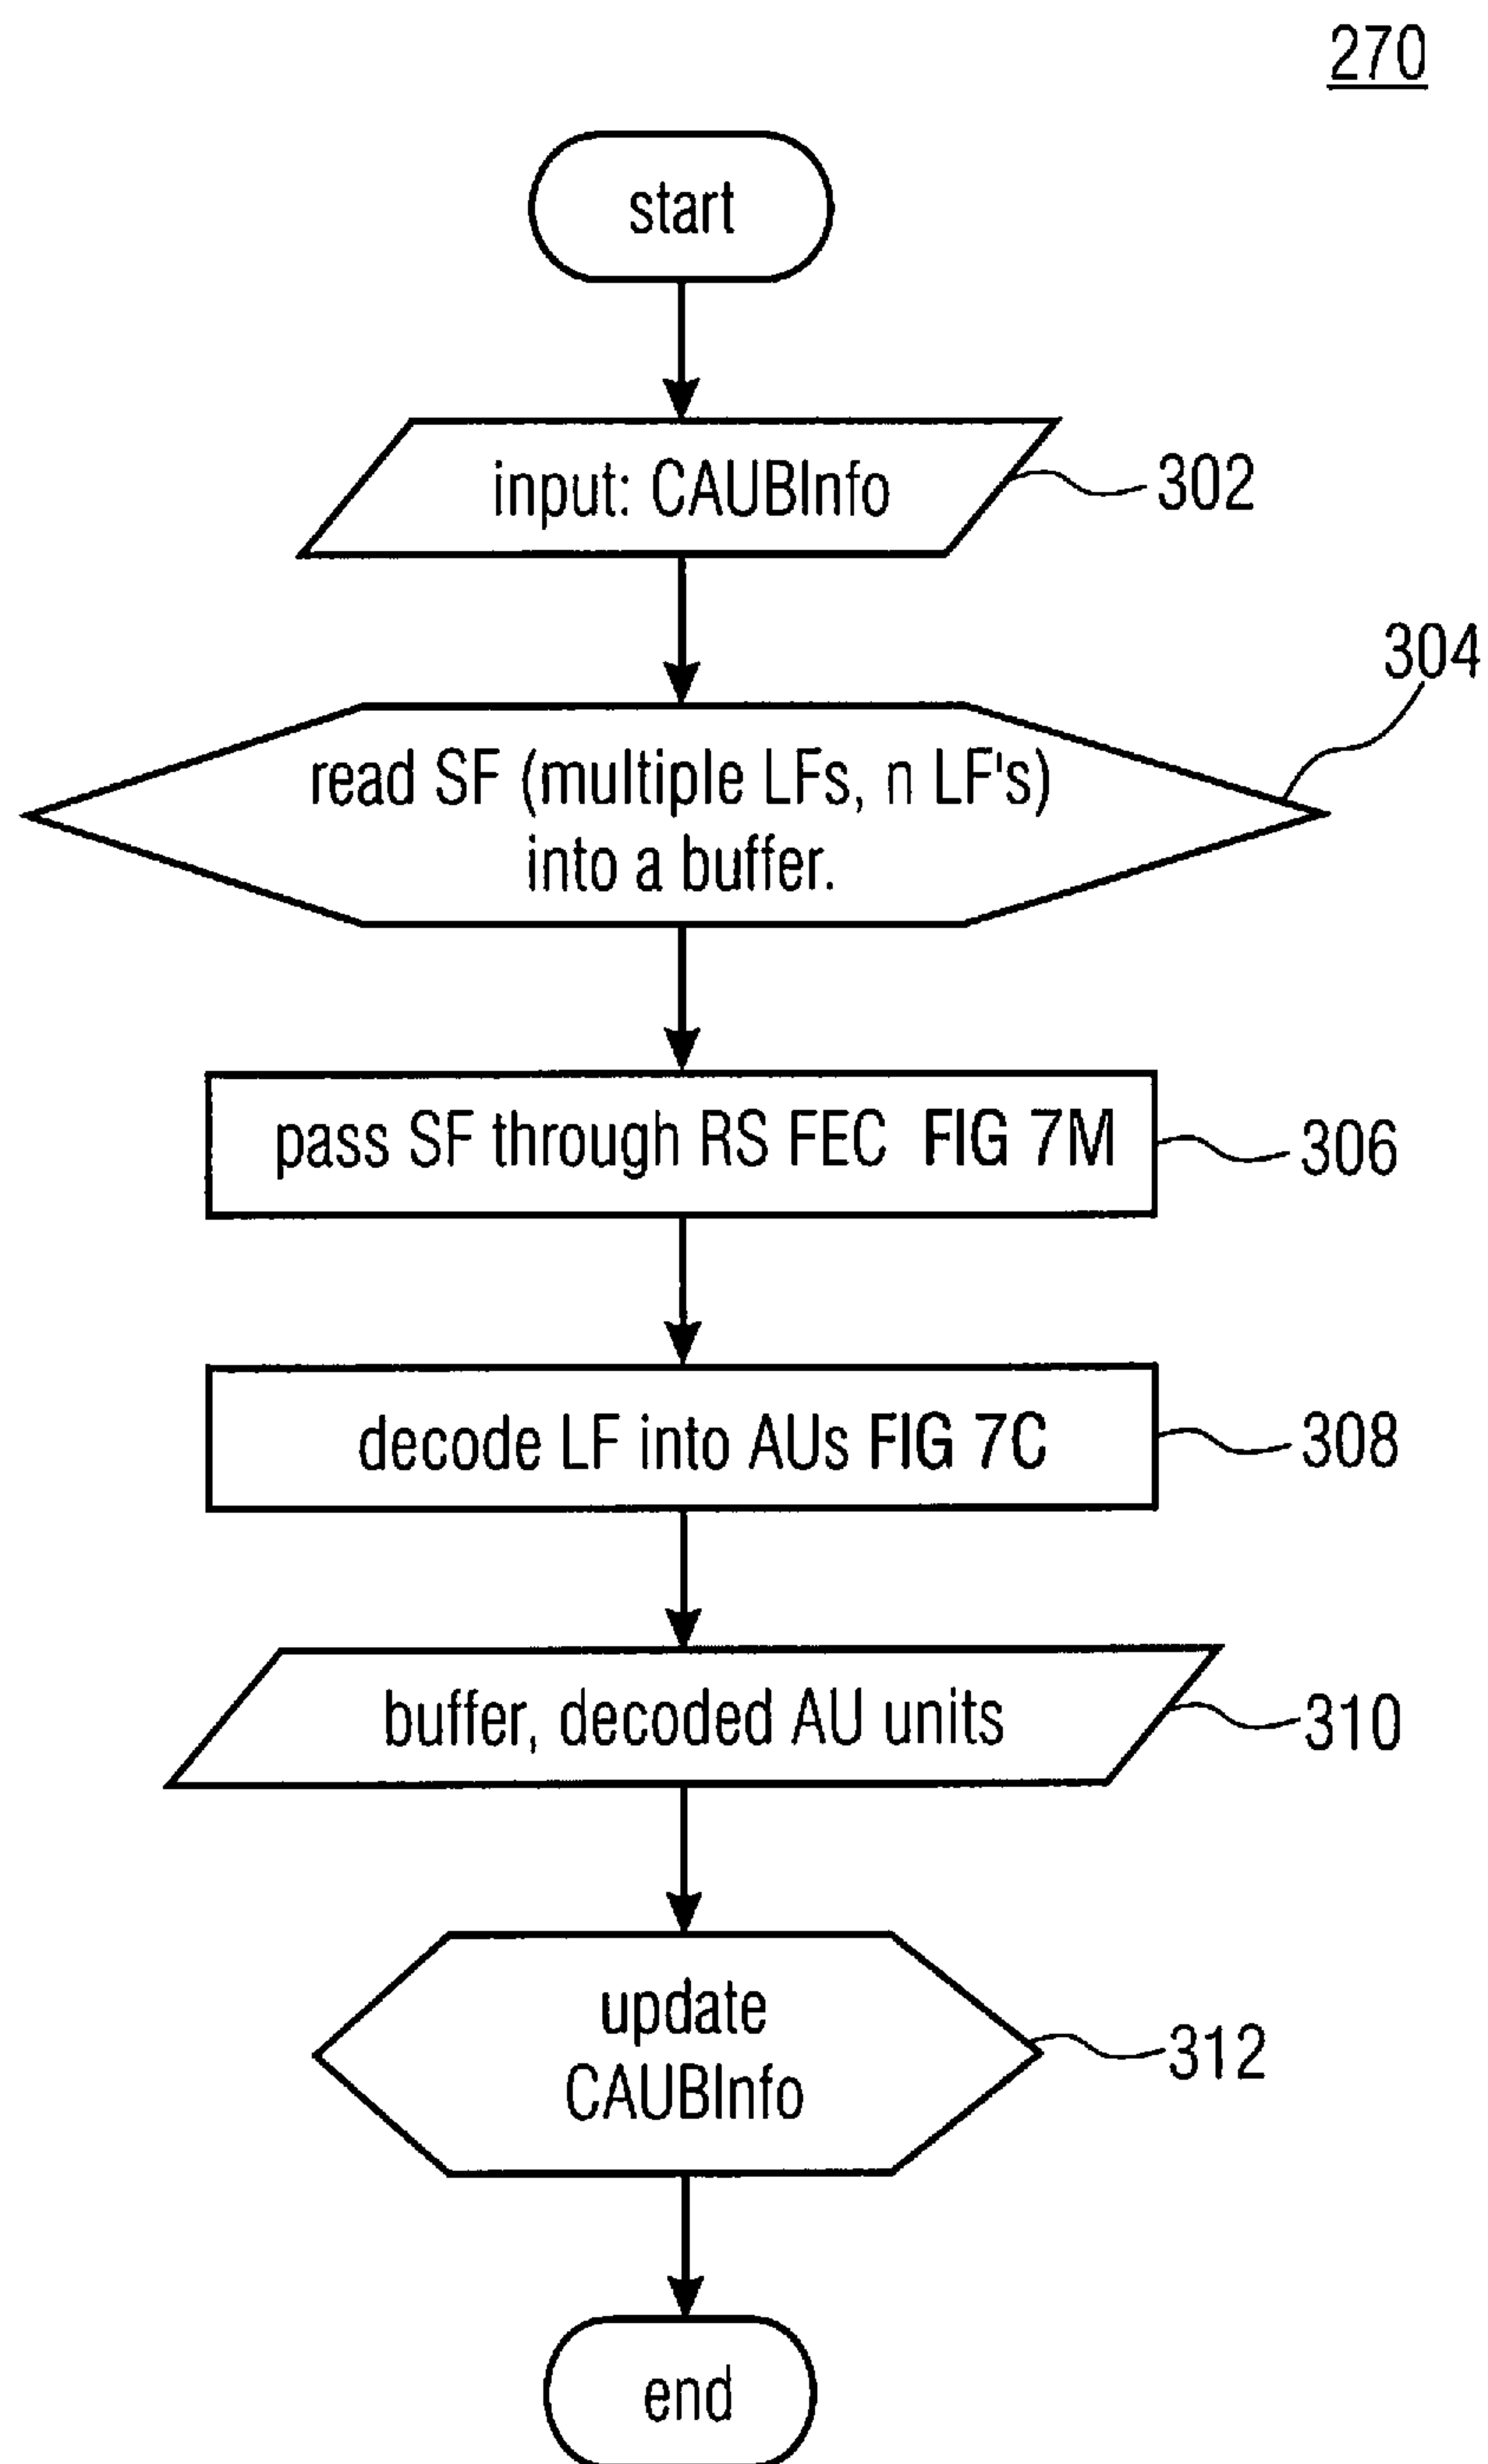 270
start
input: CAUBInfo
302
304
read SF (multiple LFs, n LF's)
into a buffer.
pass SF through RS FEC FIG 7M
306
decode LF into AUs FIG 7C
308
buffer, decoded AU units
310
update
CAUBInfo
312
end